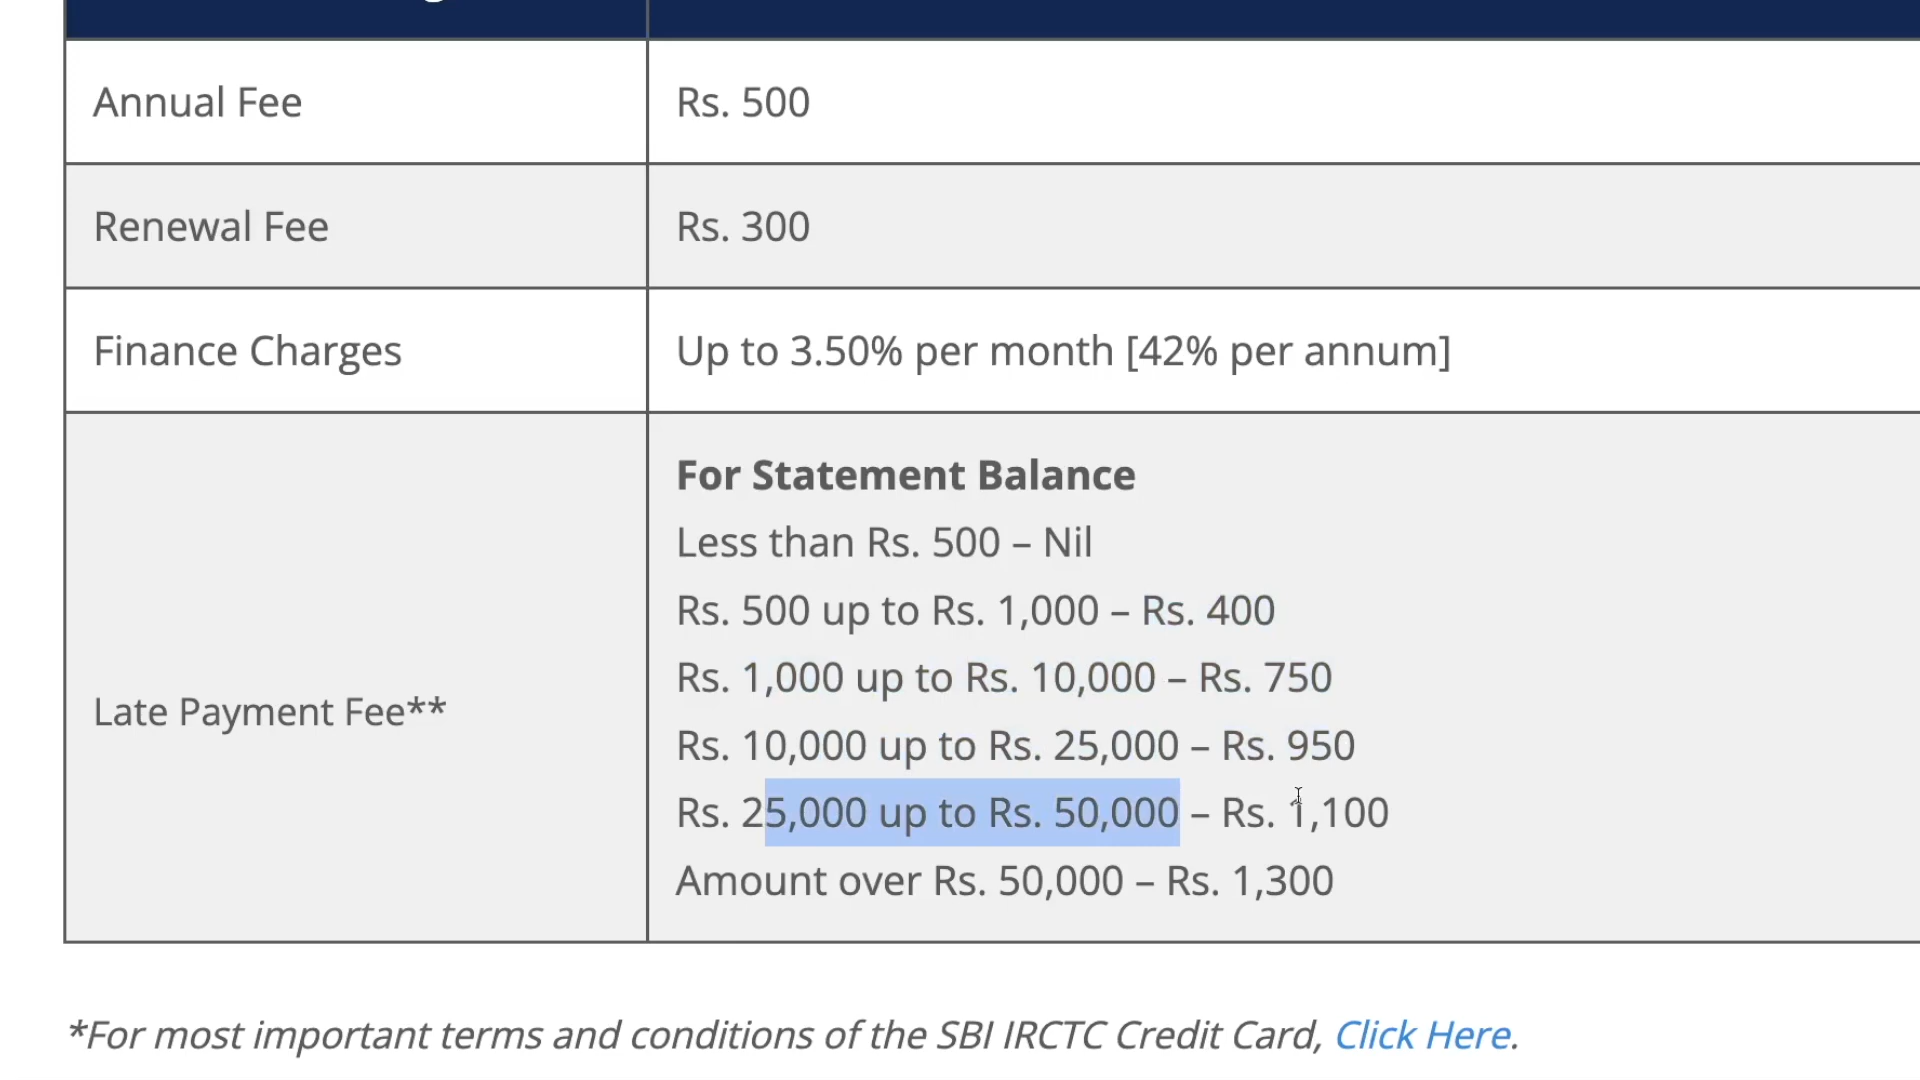 Annual Fee
Rs. 500
Renewal Fee
Rs. 300
Finance Charges
Up to 3.50% per month [42% per annum]
Late Payment Fee**
For Statement Balance
Less than Rs. 500 – Nil
Rs. 500 up to Rs. 1,000 – Rs. 400
Rs. 1,000 up to Rs. 10,000 – Rs. 750
Rs. 10,000 up to Rs. 25,000 – Rs. 950
Rs. 25,000 up to Rs. 50,000 – Rs. 1,100
Amount over Rs. 50,000 – Rs. 1,300
*For most important terms and conditions of the SBI IRCTC Credit Card, Click Here.